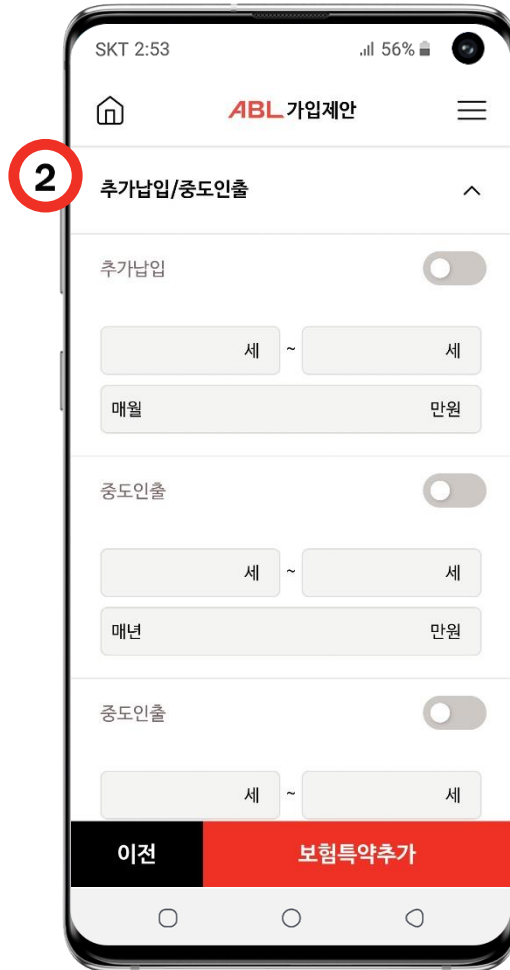 SKT 2:53 56%
ABL 가입제안
2
추가납입/중도인출
추가납입
세 ~ 세
매월 만원
중도인출
세 ~ 세
매년 만원
중도인출
세 ~ 세
이전 보험특약추가